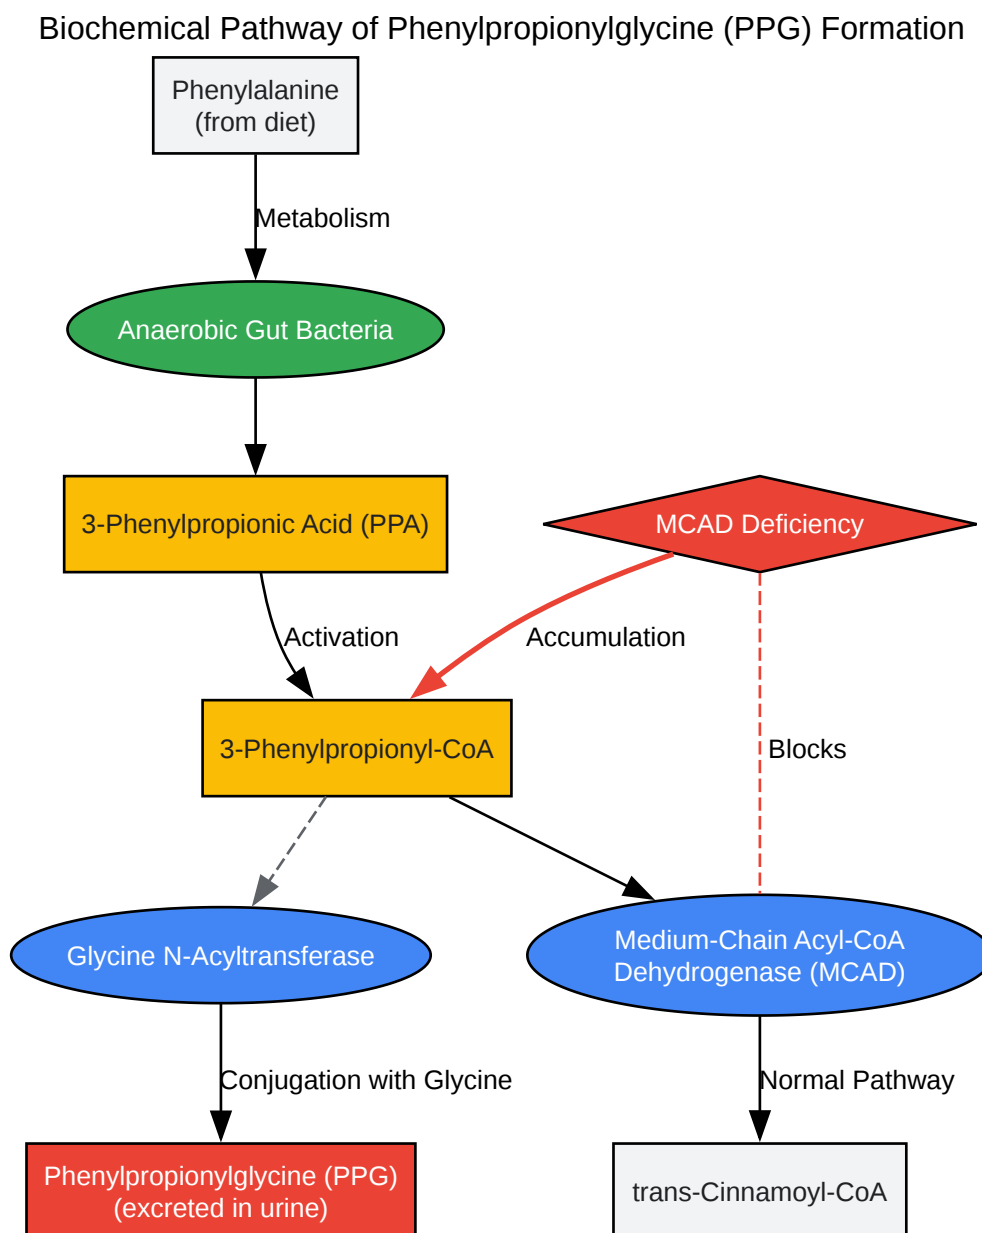 Biochemical Pathway of Phenylpropionylglycine (PPG) Formation
Phenylalanine
(from diet)
Metabolism
Anaerobic Gut Bacteria
3-Phenylpropionic Acid (PPA)
MCAD Deficiency
Activation
Accumulation
3-Phenylpropionyl-CoA
Blocks
Glycine N-Acyltransferase
Medium-Chain Acyl-CoA
Dehydrogenase (MCAD)
Conjugation with Glycine
Normal Pathway
Phenylpropionylglycine (PPG)
(excreted in urine)
trans-Cinnamoyl-CoA